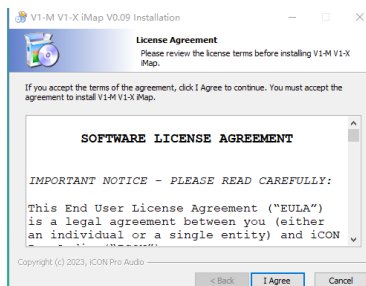 V1-M V1-X iMap V0.09 Installation
License Agreement
Please review the license terms before installing V1-M V1-X
iMap.
If you accept the terms of the agreement, click I Agree to continue. You must accept the
agreement to install V1-M V1-X iMap.
SOFTWARE LICENSE AGREEMENT
IMPORTANT NOTICE – PLEASE READ CAREFULLY:
This End User License Agreement (“EULA”)
is a legal agreement between you (either
an individual or a single entity) and iCON
Copyright (c) 2023, iCON Pro Audio
< Back
I Agree
Cancel